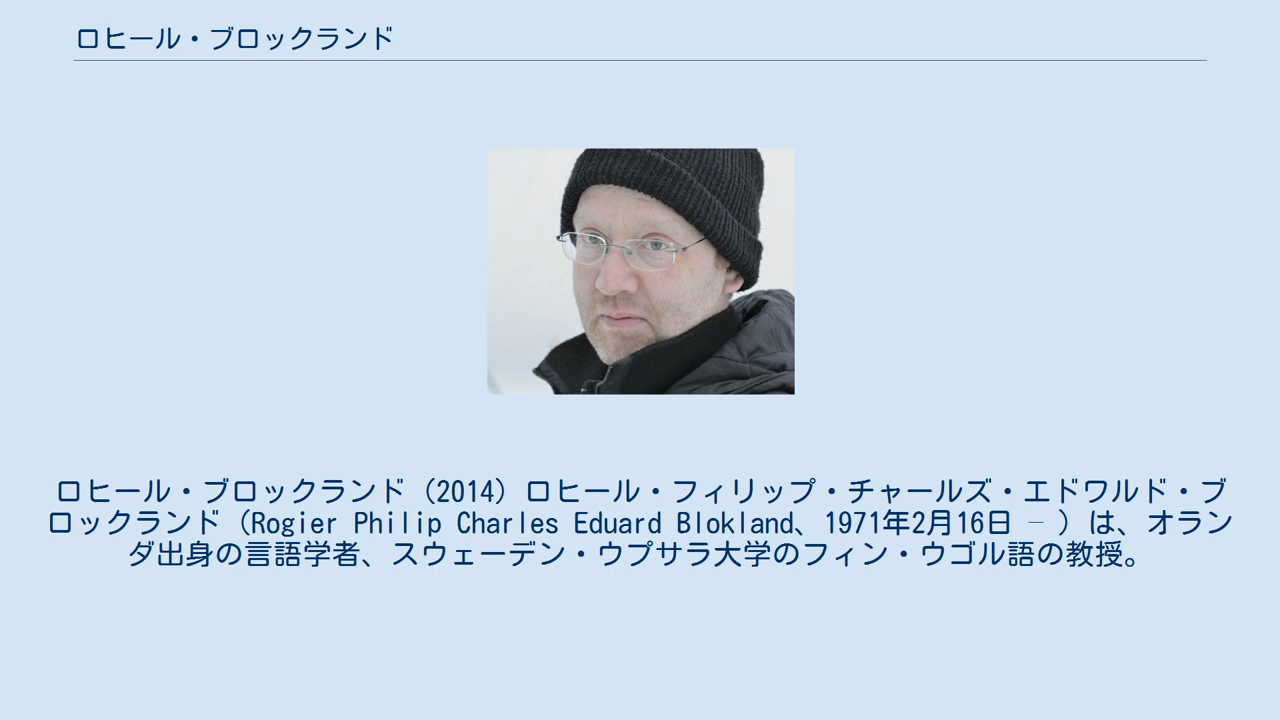 ロヒール・ブロックランド
ロヒール・ブロックランド（2014）ロヒール・フィリップ・チャールズ・エドワルド・ブ
ロックランド（Rogier Philip Charles Eduard Blokland、1971年2月16日 – ）は、オラン
ダ出身の言語学者、スウェーデン・ウプサラ大学のフィン・ウゴル語の教授。